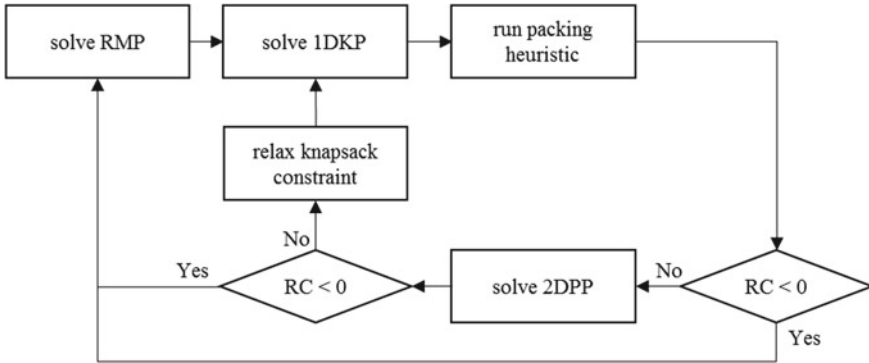 solve RMP
solve 1DKP
run packing
heuristic
relax knapsack
constraint
No
Yes
RC < 0
solve 2DPP
No
RC < 0
Yes